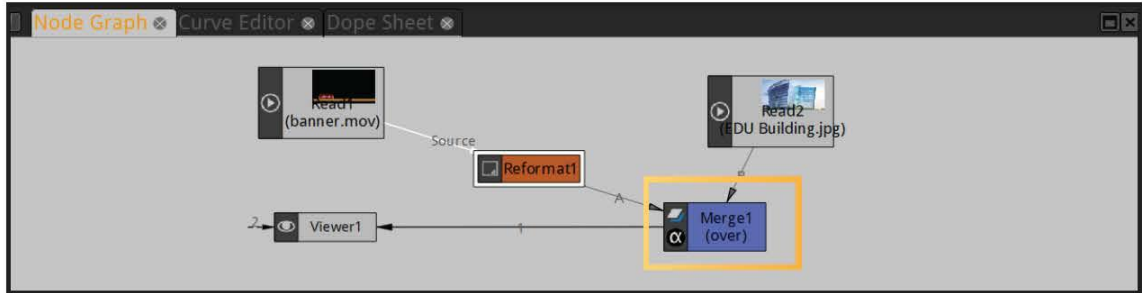 Node Graph Curve Editor Dope Sheet
Read1
(banner.mov)
Read2
(EDU Building.jpg)
Source
Reformat1
A
B
Merge1
(over)
α
2
Viewer1
1